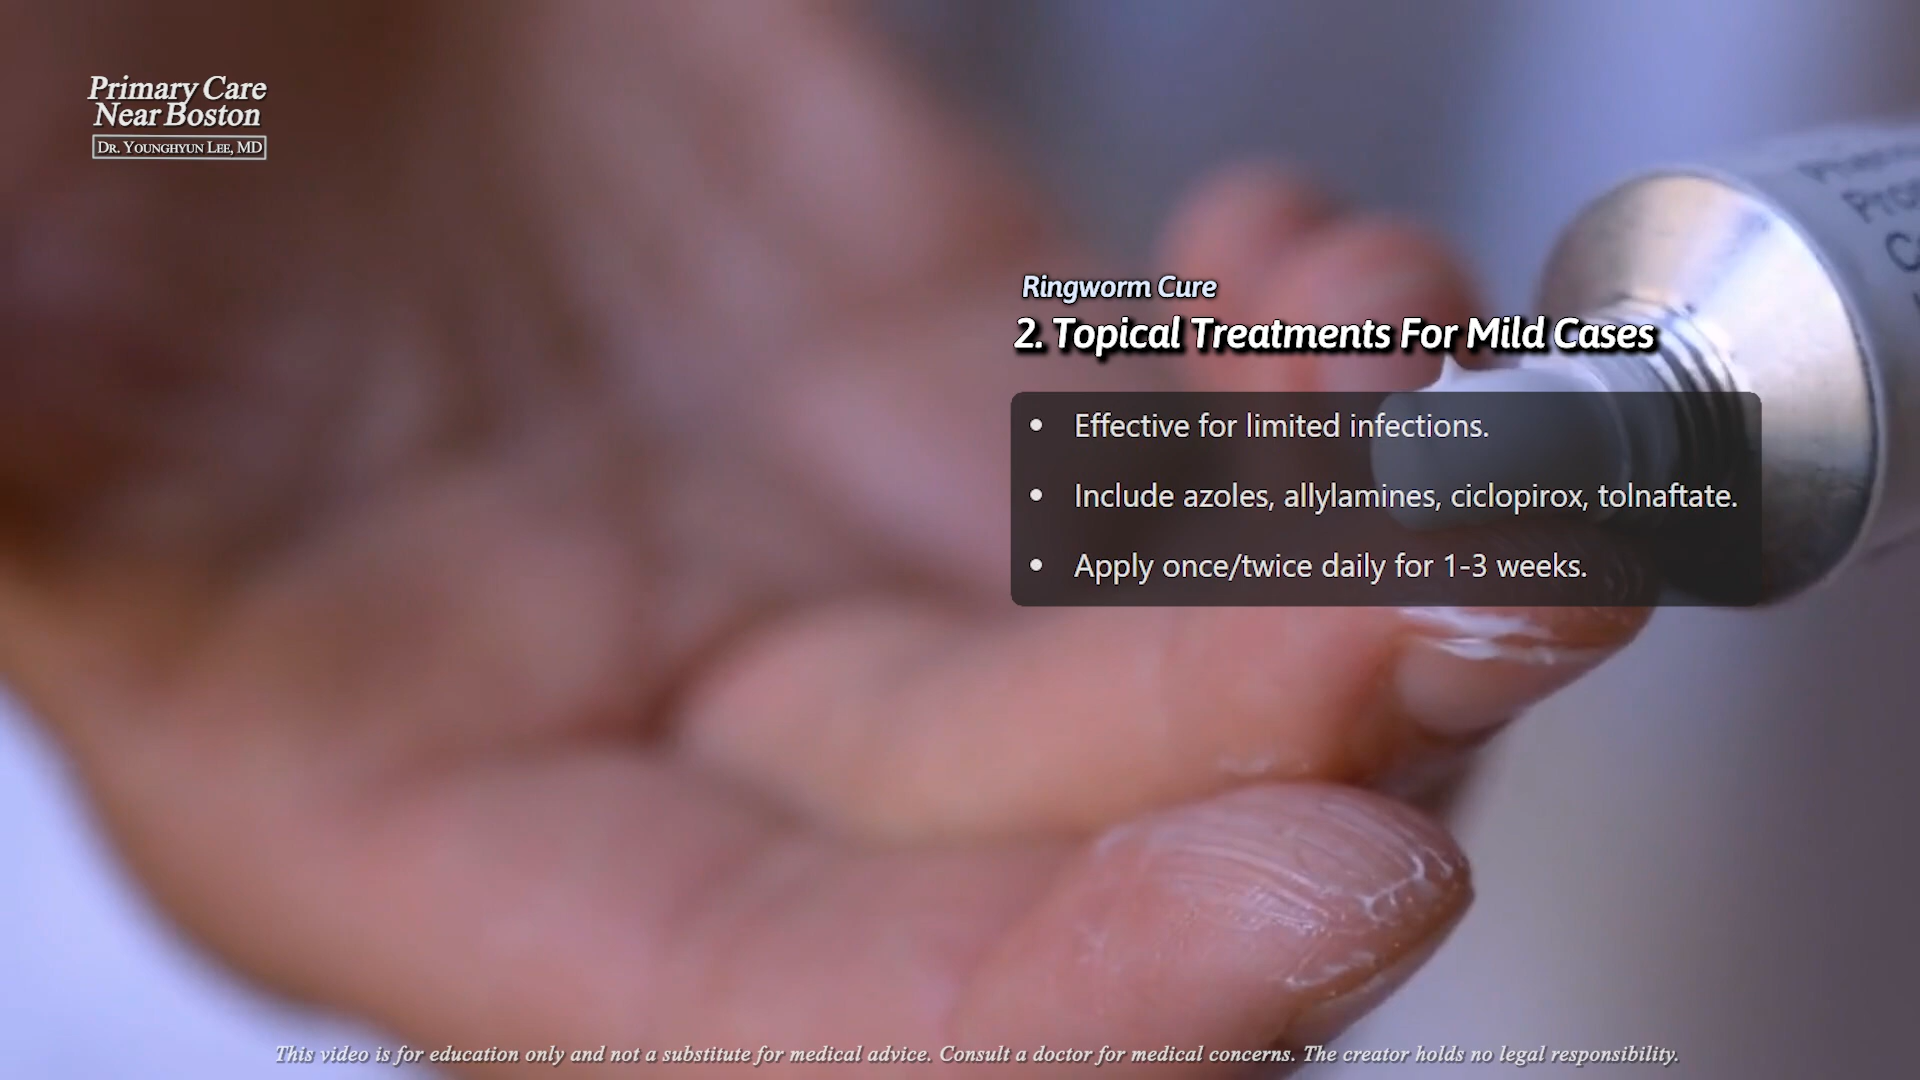 Primary Care
Near Boston
DR. YOUNGHYUN LEE, MD
Ringworm Cure
2. Topical Treatments For Mild Cases
• Effective for limited infections.
• Include azoles, allylamines, ciclopirox, tolnaftate.
• Apply once/twice daily for 1-3 weeks.
This video is for education only and not a substitute for medical advice. Consult a doctor for medical concerns. The creator holds no legal responsibility.